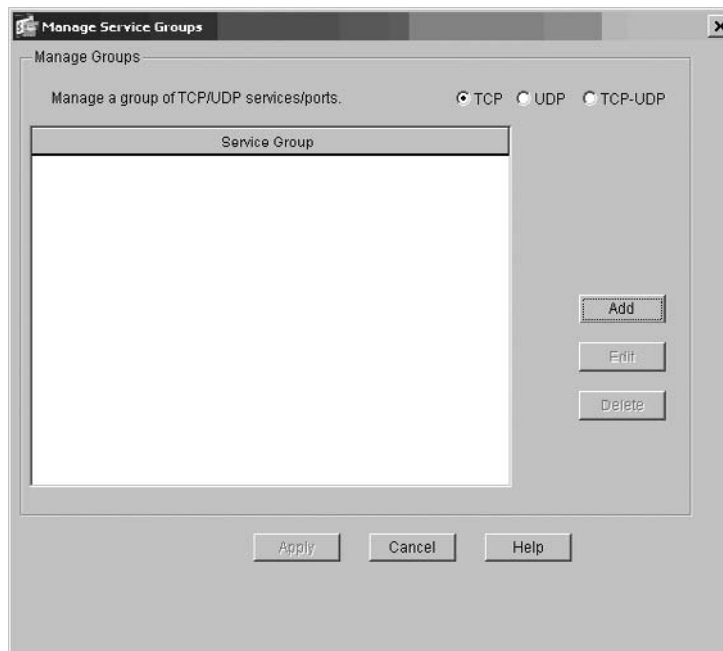 Manage Service Groups
Manage Groups
Manage a group of TCP/UDP services/ports. TCP UDP TCP-UDP
Service Group
Add
Edit
Delete
Apply Cancel Help